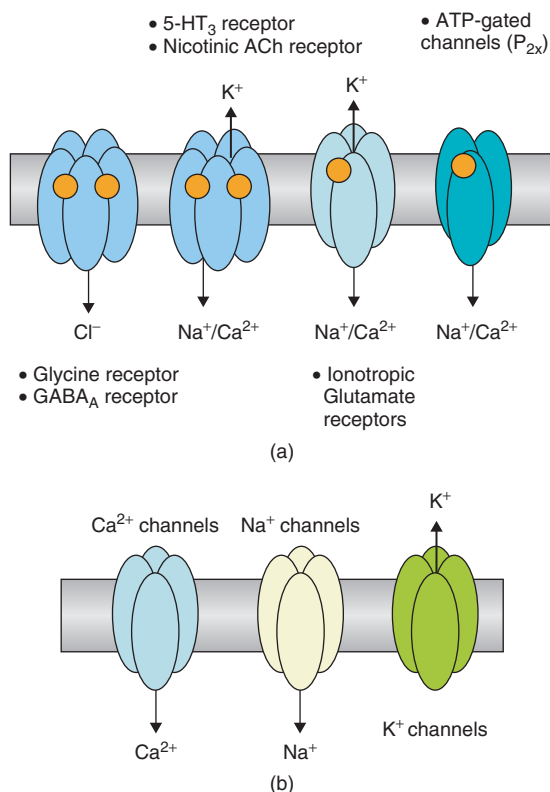 • 5-HT₃ receptor
• Nicotinic ACh receptor
• ATP-gated
channels (P₂ₓ)
K⁺
K⁺
Cl⁻
Na⁺/Ca²⁺
Na⁺/Ca²⁺
Na⁺/Ca²⁺
• Glycine receptor
• GABA_A receptor
• Ionotropic
Glutamate
receptors
(a)
Ca²⁺ channels
Na⁺ channels
K⁺
Ca²⁺
Na⁺
K⁺ channels
(b)